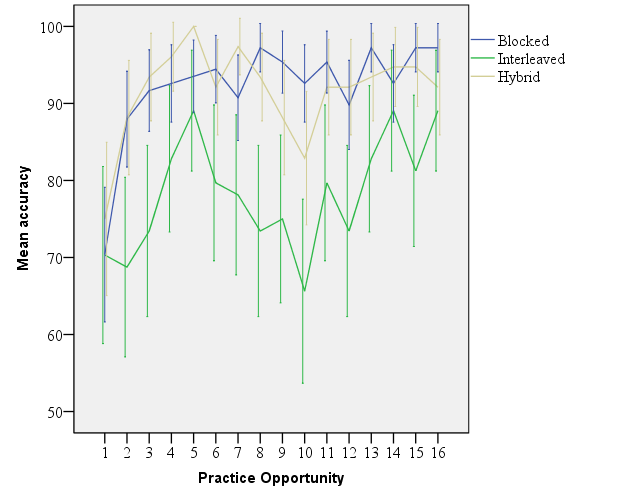 100
90
80
70
60
50
Mean accuracy
1 2 3 4 5 6 7 8 9 10 11 12 13 14 15 16
Practice Opportunity
Blocked
Interleaved
Hybrid